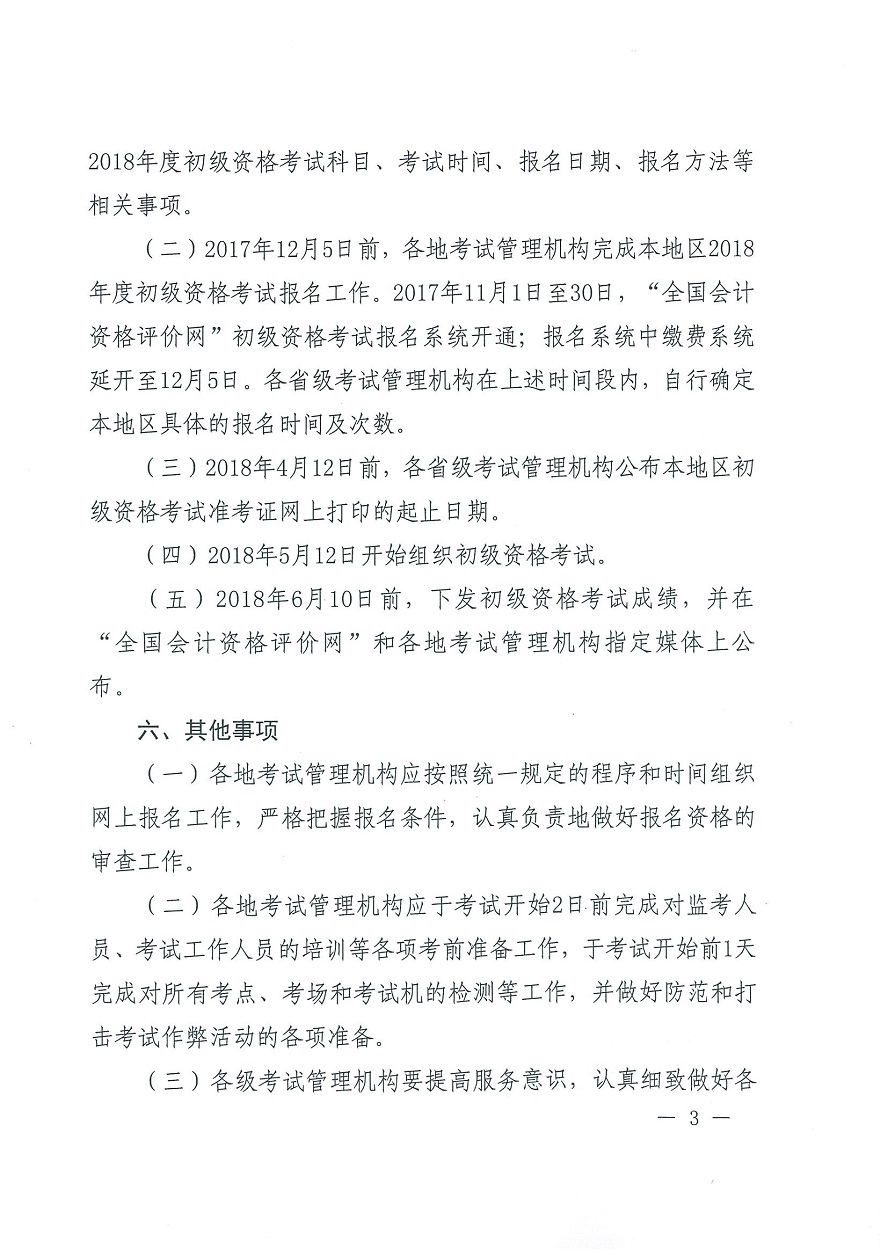 2018年度初级资格考试科目、考试时间、报名日期、报名方法等
相关事项。
（二）2017年12月5日前，各地考试管理机构完成本地区2018
年度初级资格考试报名工作。2017年11月1日至30日，“全国会计
资格评价网”初级资格考试报名系统开通；报名系统中缴费系统
延开至12月5日。各省级考试管理机构在上述时间段内，自行确定
本地区具体的报名时间及次数。
（三）2018年4月12日前，各省级考试管理机构公布本地区初
级资格考试准考证网上打印的起止日期。
（四）2018年5月12日开始组织初级资格考试。
（五）2018年6月10日前，下发初级资格考试成绩，并在
“全国会计资格评价网”和各地考试管理机构指定媒体上公
布。
六、其他事项
（一）各地考试管理机构应按照统一规定的程序和时间组织
网上报名工作，严格把握报名条件，认真负责地做好报名资格的
审查工作。
（二）各地考试管理机构应于考试开始2日前完成对监考人
员、考试工作人员的培训等各项考前准备工作，于考试开始前1天
完成对所有考点、考场和考试机的检测等工作，并做好防范和打
击考试作弊活动的各项准备。
（三）各级考试管理机构要提高服务意识，认真细致做好各
— 3 —